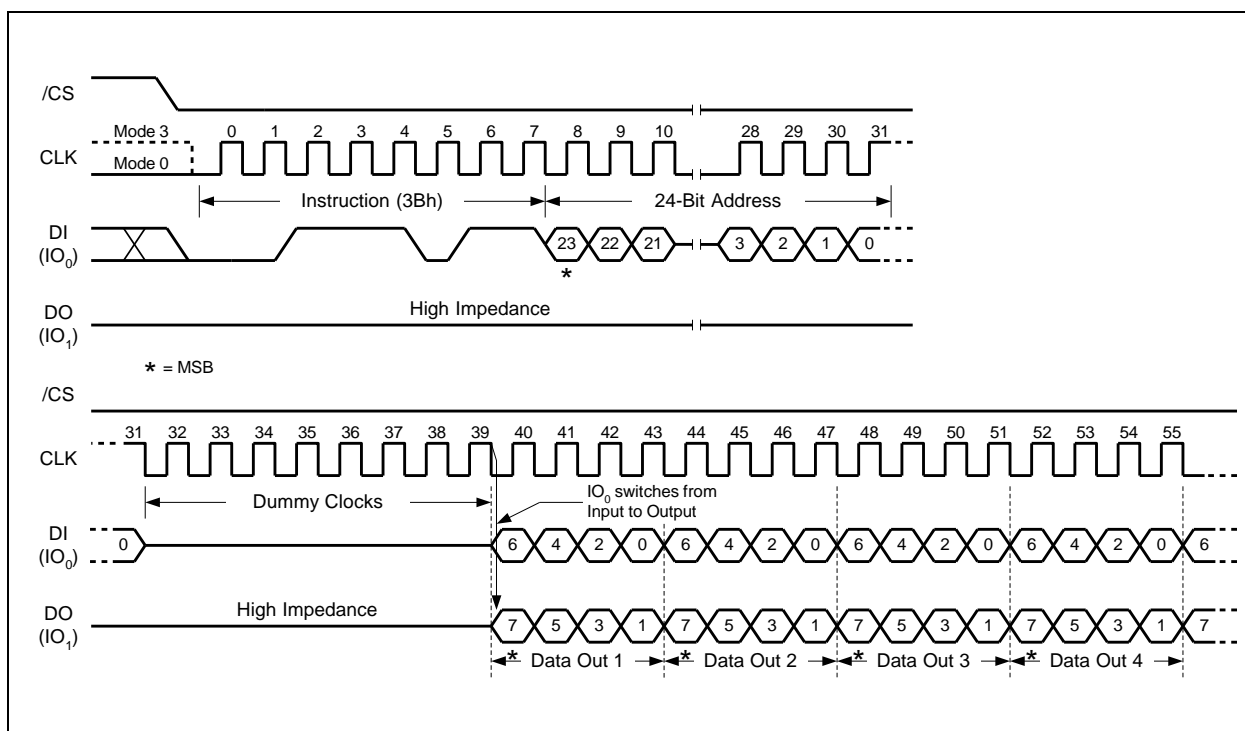 /CS
Mode 3
0 1 2 3 4 5 6 7 8 9 10 28 29 30 31
CLK
Mode 0
Instruction (3Bh) 24-Bit Address
DI
(IO0)
23 22 21 3 2 1 0
*
DO
(IO1)
High Impedance
* = MSB
/CS
31 32 33 34 35 36 37 38 39 40 41 42 43 44 45 46 47 48 49 50 51 52 53 54 55
CLK
Dummy Clocks
IO0 switches from
Input to Output
DI
(IO0)
0 6 4 2 0 6 4 2 0 6 4 2 0 6 4 2 0 6
DO
(IO1)
High Impedance
7 5 3 1 7 5 3 1 7 5 3 1 7 5 3 1 7
* Data Out 1 * Data Out 2 * Data Out 3 * Data Out 4